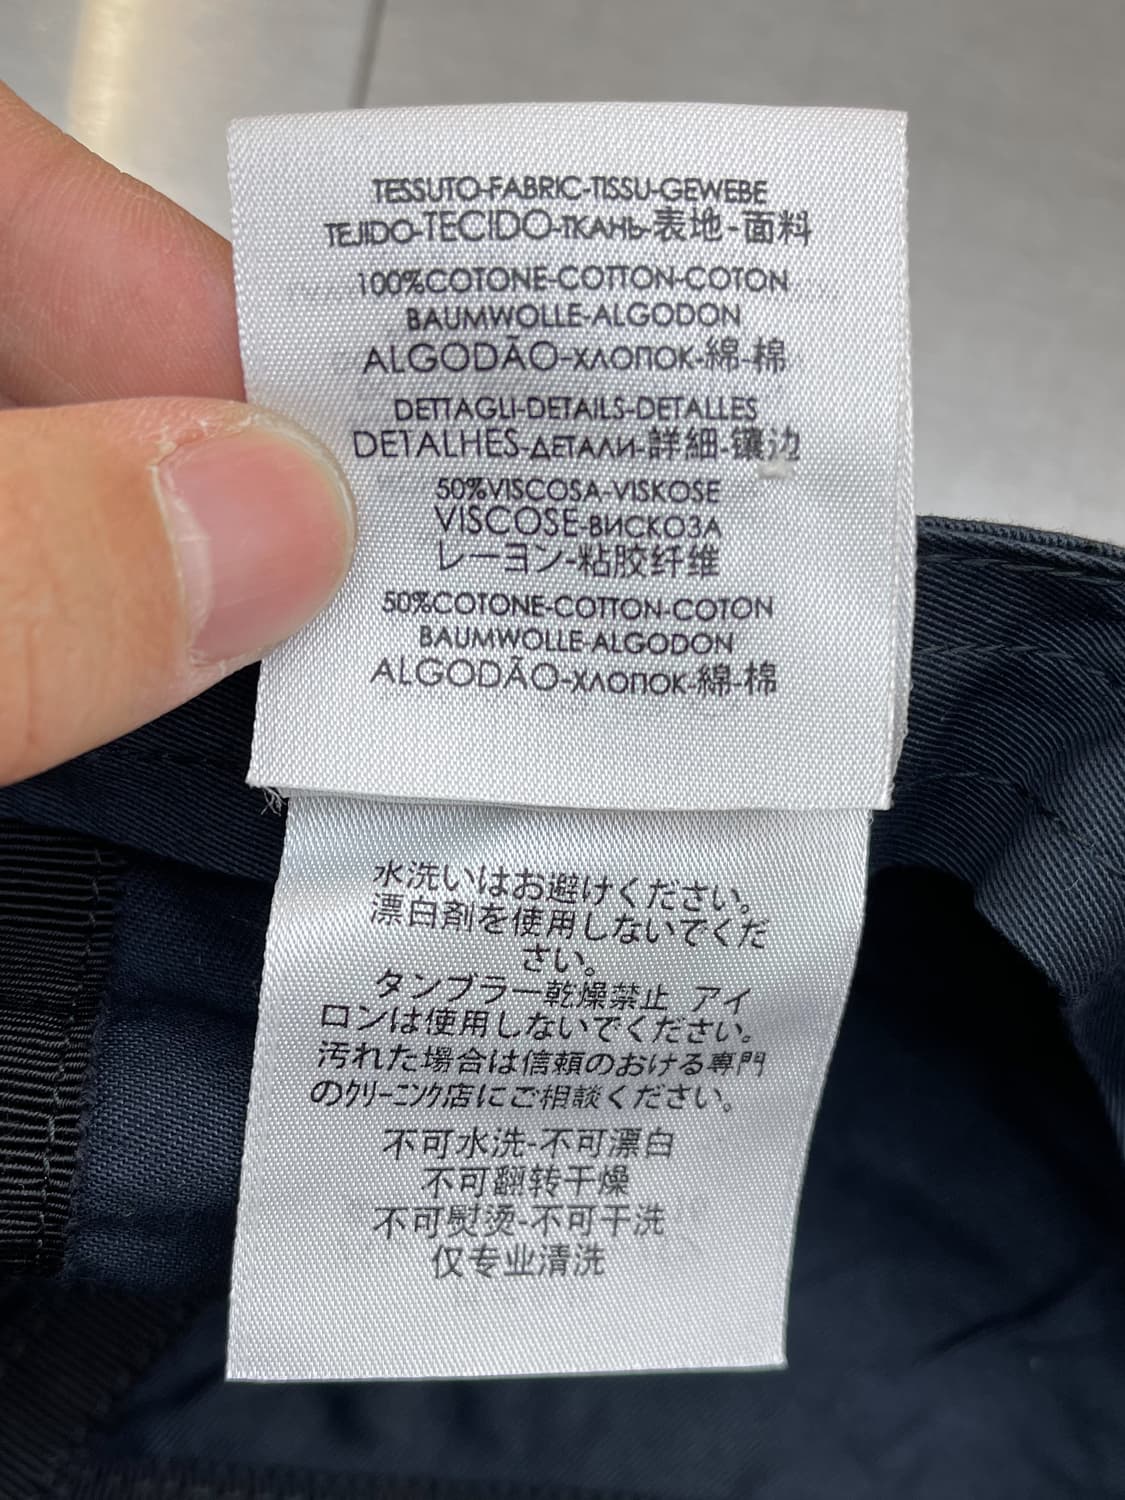 TESSUTO-FABRIC-TISSU-GEWEBE
TEJIDO-TECIDO-ТКАНЬ-表地-面料
100%COTONE-COTTON-COTON
BAUMWOLLE-ALGODON
ALGODÃO-ХЛОПОК-綿-棉
DETTAGLI-DETAILS-DETALLES
DETALHES-ДЕТАЛИ-詳細-镶边
50%VISCOSA-VISKOSE
VISCOSE-ВИСКОЗА
レーヨン-粘胶纤维
50%COTONE-COTTON-COTON
BAUMWOLLE-ALGODON
ALGODÃO-ХЛОПОК-綿-棉
水洗いはお避けください。
漂白剤を使用しないでくだ
さい。
タンブラー乾燥禁止 アイ
ロンは使用しないでください。
汚れた場合は信頼のおける専門
のｸﾘｰﾆﾝｸ店にご相談ください。
不可水洗-不可漂白
不可翻转干燥
不可熨烫-不可干洗
仅专业清洗